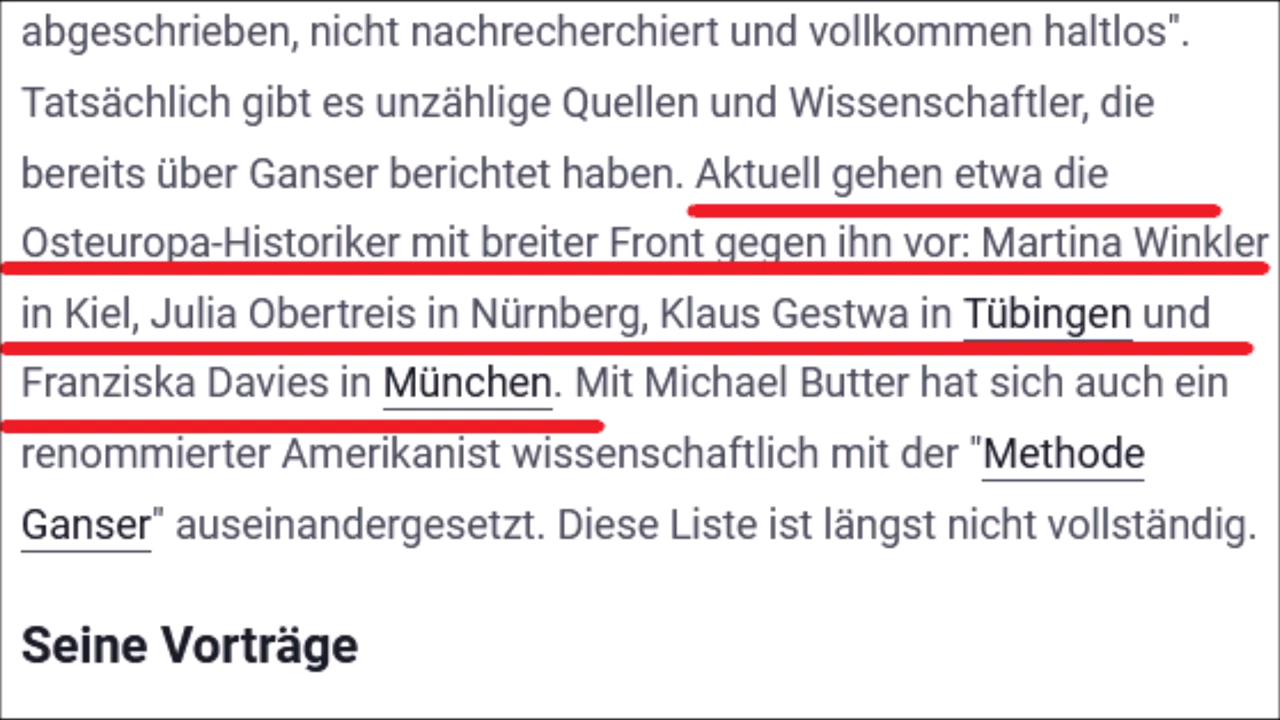 abgeschrieben, nicht nachrecherchiert und vollkommen haltlos".
Tatsächlich gibt es unzählige Quellen und Wissenschaftler, die
bereits über Ganser berichtet haben. Aktuell gehen etwa die
Osteuropa-Historiker mit breiter Front gegen ihn vor: Martina Winkler
in Kiel, Julia Obertreis in Nürnberg, Klaus Gestwa in Tübingen und
Franziska Davies in München. Mit Michael Butter hat sich auch ein
renommierter Amerikanist wissenschaftlich mit der "Methode
Ganser" auseinandergesetzt. Diese Liste ist längst nicht vollständig.
Seine Vorträge